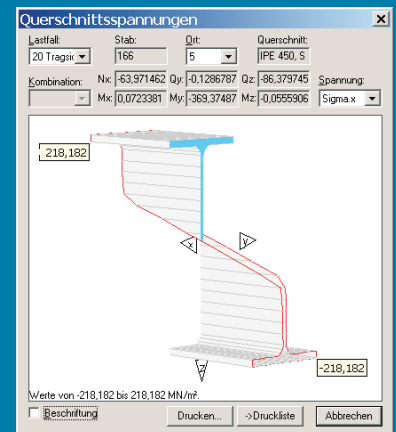 Querschnittsspannungen
Lastfall: Stab: Ort: Querschnitt:
20 Tragsic 166 5 IPE 450, S
Kombination: Nx: -63,971462 Qy: -0,1286787 Qz: -86,379745 Spannung:
Mx: 0,0723381 My: -369,37487 Mz: -0,0555906 Sigma.x
218,182
x y
z
-218,182
Werte von -218,182 bis 218,182 MN/m².
Beschriftung Drucken... ->Druckliste Abbrechen